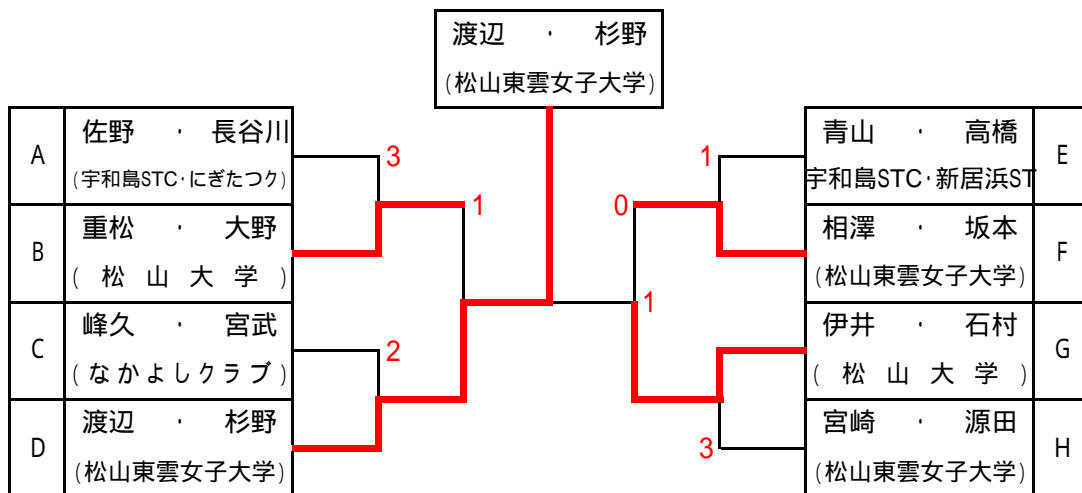 渡辺 ・ 杉野
(松山東雲女子大学)
A
佐野 ・ 長谷川
(宇和島STC・にぎたつク)
B
重松 ・ 大野
(松山大学)
C
峰久 ・ 宮武
(なかよしクラブ)
D
渡辺 ・ 杉野
(松山東雲女子大学)
3
1
2
1
0
1
3
青山 ・ 高橋
宇和島STC・新居浜ST
E
相澤 ・ 坂本
(松山東雲女子大学)
F
伊井 ・ 石村
(松山大学)
G
宮崎 ・ 源田
(松山東雲女子大学)
H